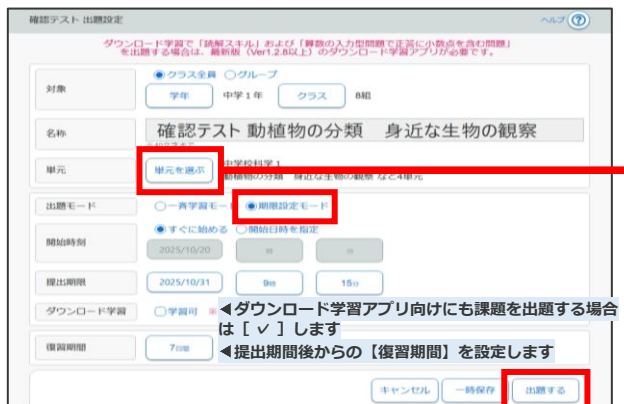 確認テスト 出題設定
ヘルプ ?
ダウンロード学習で「読解スキル」および「算数の入力型問題で正答に小数点を含む問題」
を出題する場合は、最新版（Ver1.2.8以上）のダウンロード学習アプリが必要です。
対象
クラス全員 グループ
学年 中学１年 クラス 8組
名称
確認テスト 動植物の分類 身近な生物の観察
単元
単元を選ぶ
中学校科学１
動植物の分類 身近な生物の観察 など4単元
出題モード
一斉学習モード 期限設定モード
開始時刻
すぐに始める 開始日時を指定
2025/10/20 時 分
提出期限
2025/10/31 9時 15分
ダウンロード学習
学習可 ※
◀ダウンロード学習アプリ向けにも課題を出題する場合
は［ ✓ ］します
復習期間
7日間
◀提出期間後からの【復習期間】を設定します
キャンセル 一時保存 出題する